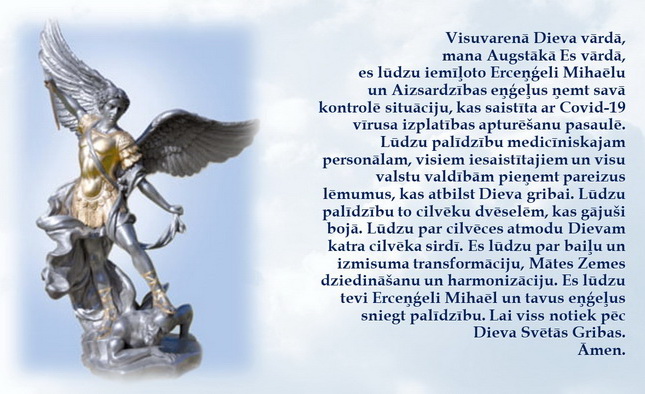 Visuvarenā Dieva vārdā,
mana Augstākā Es vārdā,
es lūdzu iemīļoto Erceņģeli Mihaēlu
un Aizsardzības eņģeļus ņemt savā
kontrolē situāciju, kas saistīta ar Covid-19
vīrusa izplatības apturēšanu pasaulē.
Lūdzu palīdzību medicīniskajam
personālam, visiem iesaistītajiem un visu
valstu valdībām pieņemt pareizus
lēmumus, kas atbilst Dieva gribai. Lūdzu
palīdzību to cilvēku dvēselēm, kas gājuši
bojā. Lūdzu par cilvēces atmodu Dievam
katra cilvēka sirdī. Es lūdzu par baiļu un
izmisuma transformāciju, Mātes Zemes
dziedināšanu un harmonizāciju. Es lūdzu
tevi Erceņģeli Mihaēl un tavus eņģeļus
sniegt palīdzību. Lai viss notiek pēc
Dieva Svētās Gribas.
Āmen.